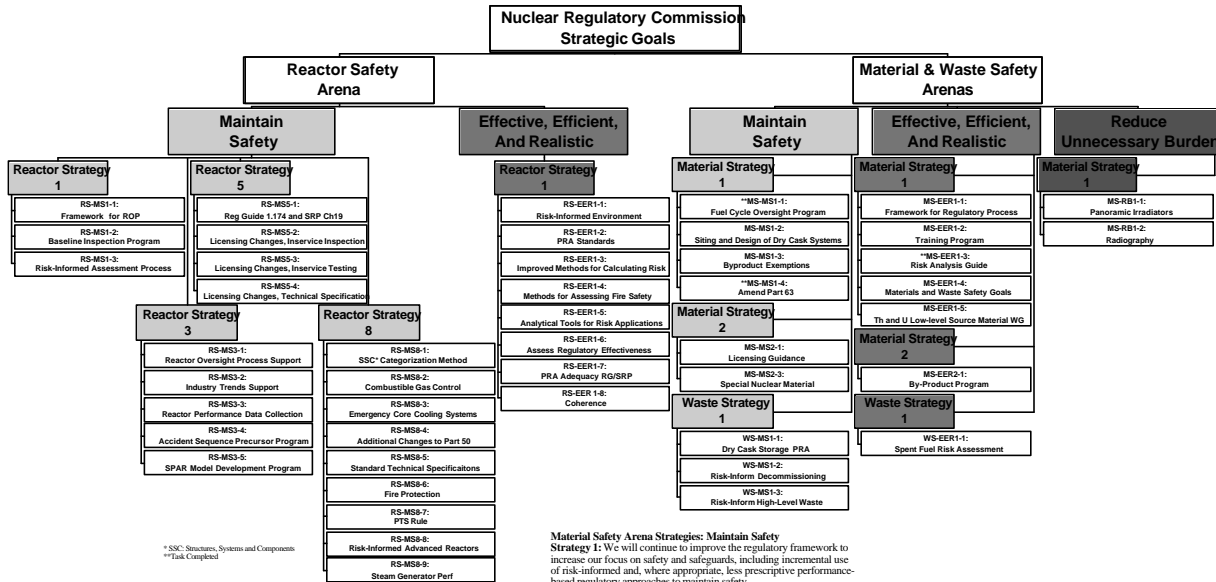 Nuclear Regulatory Commission
Strategic Goals
Reactor Safety
Arena
Material & Waste Safety
Arenas
Maintain
Safety
Effective, Efficient,
And Realistic
Maintain
Safety
Effective, Efficient,
And Realistic
Reduce
Unnecessary Burden
Reactor Strategy
1
RS-MS1-1:
Framework for ROP
RS-MS1-2:
Baseline Inspection Program
RS-MS1-3:
Risk-Informed Assessment Process
Reactor Strategy
5
RS-MS5-1:
Reg Guide 1.174 and SRP Ch19
RS-MS5-2:
Licensing Changes, Inservice Inspection
RS-MS5-3:
Licensing Changes, Inservice Testing
RS-MS5-4:
Licensing Changes, Technical Specification
Reactor Strategy
3
RS-MS3-1:
Reactor Oversight Process Support
RS-MS3-2:
Industry Trends Support
RS-MS3-3:
Reactor Performance Data Collection
RS-MS3-4:
Accident Sequence Precursor Program
RS-MS3-5:
SPAR Model Development Program
Reactor Strategy
8
RS-MS8-1:
SSC* Categorization Method
RS-MS8-2:
Combustible Gas Control
RS-MS8-3:
Emergency Core Cooling Systems
RS-MS8-4:
Additional Changes to Part 50
RS-MS8-5:
Standard Technical Specificaitons
RS-MS8-6:
Fire Protection
RS-MS8-7:
PTS Rule
RS-MS8-8:
Risk-Informed Advanced Reactors
RS-MS8-9:
Steam Generator Perf
Reactor Strategy
1
RS-EER1-1:
Risk-Informed Environment
RS-EER1-2:
PRA Standards
RS-EER1-3:
Improved Methods for Calculating Risk
RS-EER1-4:
Methods for Assessing Fire Safety
RS-EER1-5:
Analytical Tools for Risk Applications
RS-EER1-6:
Assess Regulatory Effectiveness
RS-EER1-7:
PRA Adequacy RG/SRP
RS-EER 1-8:
Coherence
Material Strategy
1
**MS-MS1-1:
Fuel Cycle Oversight Program
MS-MS1-2:
Siting and Design of Dry Cask Systems
MS-MS1-3:
Byproduct Exemptions
**MS-MS1-4:
Amend Part 63
Material Strategy
2
MS-MS2-1:
Licensing Guidance
MS-MS2-3:
Special Nuclear Material
Waste Strategy
1
WS-MS1-1:
Dry Cask Storage PRA
WS-MS1-2:
Risk-Inform Decommissioning
WS-MS1-3:
Risk-Inform High-Level Waste
Material Strategy
1
MS-EER1-1:
Framework for Regulatory Process
MS-EER1-2:
Training Program
**MS-EER1-3:
Risk Analysis Guide
MS-EER1-4:
Materials and Waste Safety Goals
MS-EER1-5:
Th and U Low-level Source Material WG
Material Strategy
2
MS-EER2-1:
By-Product Program
Waste Strategy
1
WS-EER1-1:
Spent Fuel Risk Assessment
Material Strategy
1
MS-RB1-1:
Panoramic Irradiators
MS-RB1-2:
Radiography
* SSC: Structures, Systems and Components
**Task Completed
Material Safety Arena Strategies: Maintain Safety
Strategy 1: We will continue to improve the regulatory framework to
increase our focus on safety and safeguards, including incremental use
of risk-informed and, where appropriate, less prescriptive performance-
based regulatory approaches to maintain safety